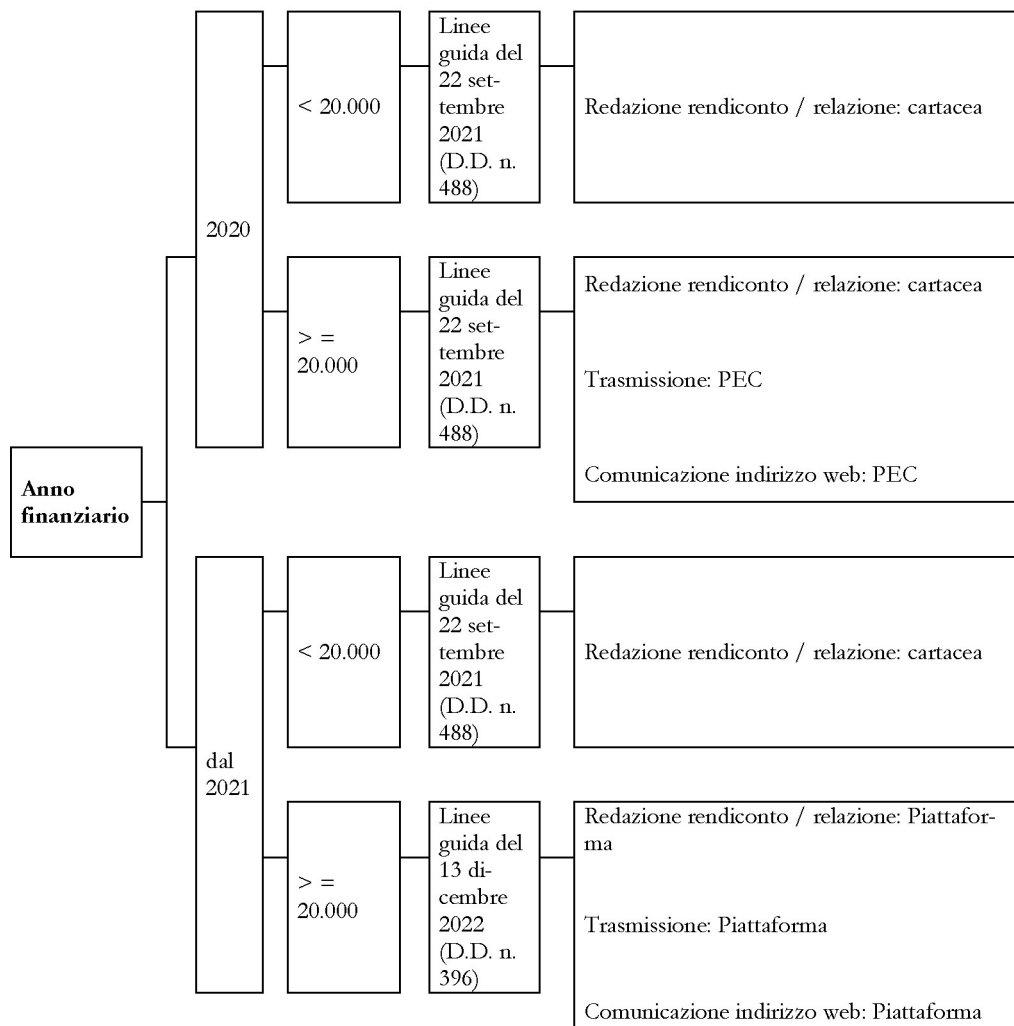 Anno
finanziario
2020
< 20.000
Linee
guida del
22 set-
tembre
2021
(D.D. n.
488)
Redazione rendiconto / relazione: cartacea
> =
20.000
Linee
guida del
22 set-
tembre
2021
(D.D. n.
488)
Redazione rendiconto / relazione: cartacea
Trasmissione: PEC
Comunicazione indirizzo web: PEC
dal
2021
< 20.000
Linee
guida del
22 set-
tembre
2021
(D.D. n.
488)
Redazione rendiconto / relazione: cartacea
> =
20.000
Linee
guida del
13 di-
cembre
2022
(D.D. n.
396)
Redazione rendiconto / relazione: Piattafor-
ma
Trasmissione: Piattaforma
Comunicazione indirizzo web: Piattaforma